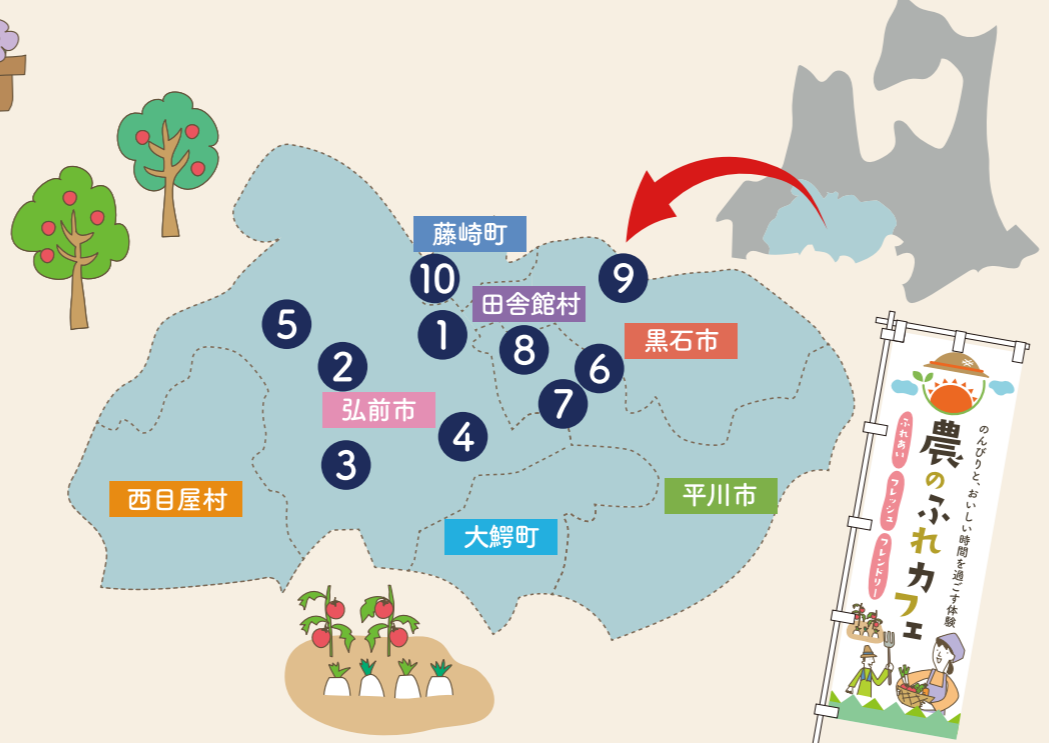 藤崎町
10
9
田舎館村
5
1
黒石市
8
2
6
7
弘前市
4
3
西目屋村
平川市
大鰐町
のんびりと、おいしい時間を過ごす体験
農のふれカフェ
ふれあい
フレッシュ
フレンドリー